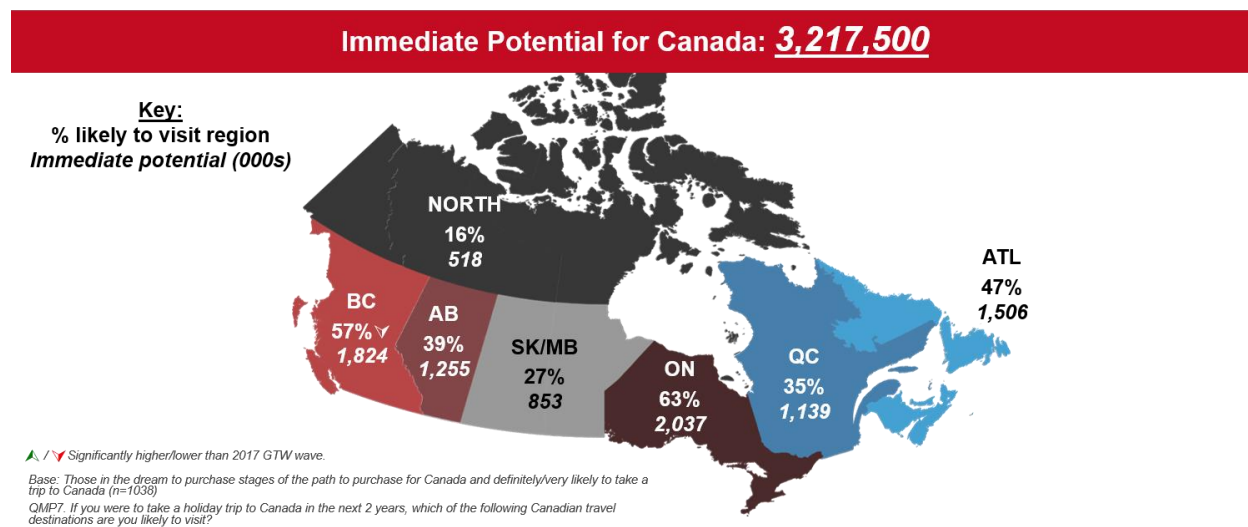 Immediate Potential for Canada: 3,217,500
Key:
% likely to visit region
Immediate potential (000s)
NORTH
16%
518
BC
57%
1,824
AB
39%
1,255
SK/MB
27%
853
ON
63%
2,037
QC
35%
1,139
ATL
47%
1,506
/ Significantly higher/lower than 2017 GTW wave.
Base: Those in the dream to purchase stages of the path to purchase for Canada and definitely/very likely to take a
trip to Canada (n=1038)
QMP7. If you were to take a holiday trip to Canada in the next 2 years, which of the following Canadian travel
destinations are you likely to visit?